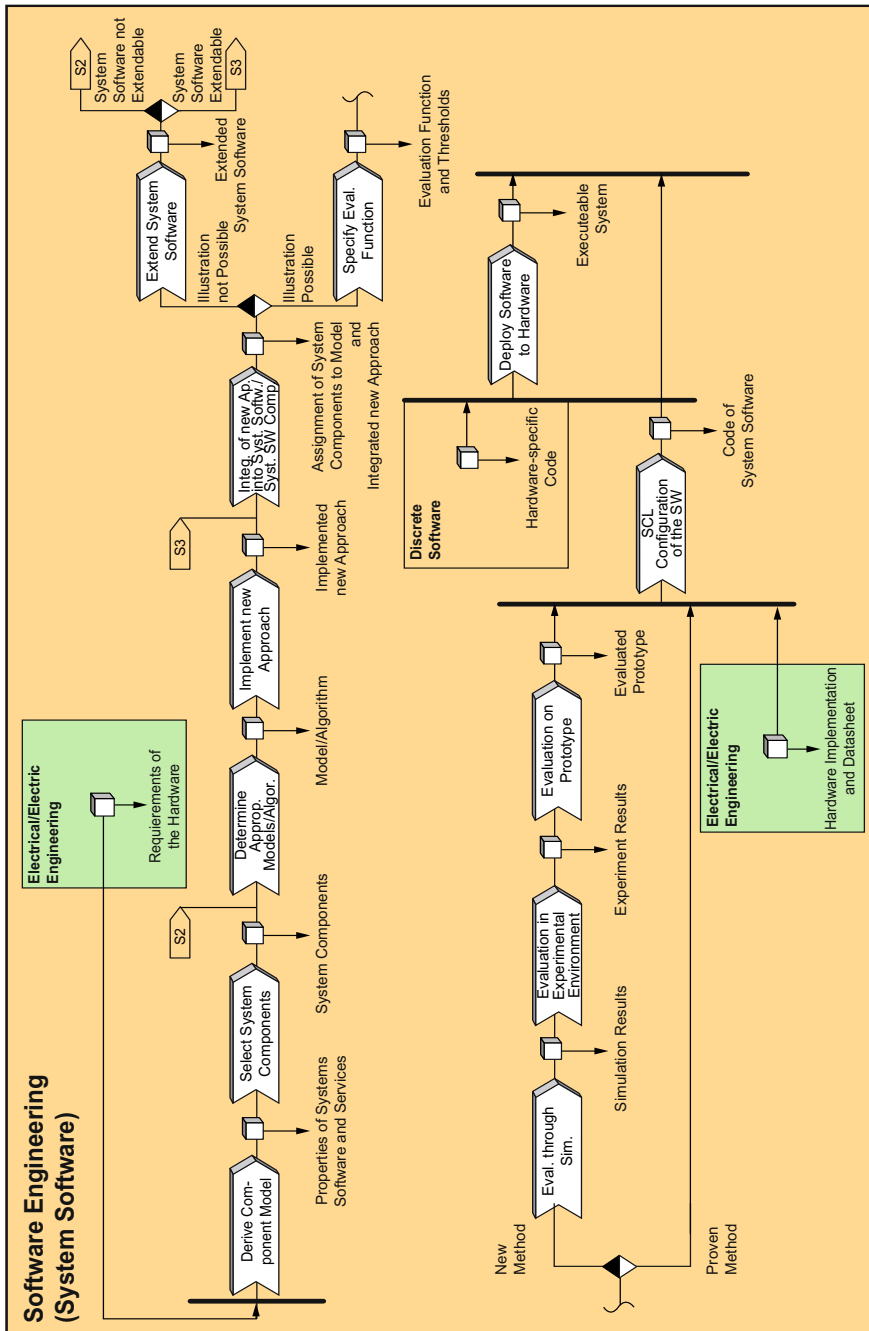 Software Engineering
(System Software)
Electrical/Electric
Engineering
Requierements of
the Hardware
Derive Com-
ponent Model
Properties of Systems
Software and Services
Select System
Components
System Components
S2
Determine
Approp.
Models/Algor.
Model/Algorithm
Implement new
Approach
Implemented
new Approach
S3
Integ. of new Ap.
into Syst. Softw./
Syst. SW Comp.
Assignment of System
Components to Model
and
Integrated new Approach
Illustration
not Possible
Illustration
Possible
Extend System
Software
Extended
System Software
S2
System
Software not
Extendable
System
Software Extendable
S3
Specify Eval.
Function
Evaluation Function
and Thresholds
New
Method
Proven
Method
Eval. through
Sim.
Simulation Results
Evaluation in
Experimental
Environment
Experiment Results
Evaluation on
Prototype
Evaluated
Prototype
Electrical/Electric
Engineering
Hardware Implementation
and Datasheet
SCL
Configuration
of the SW
Code of
System Software
Discrete
Software
Hardware-specific
Code
Deploy Software
to Hardware
Executeable
System